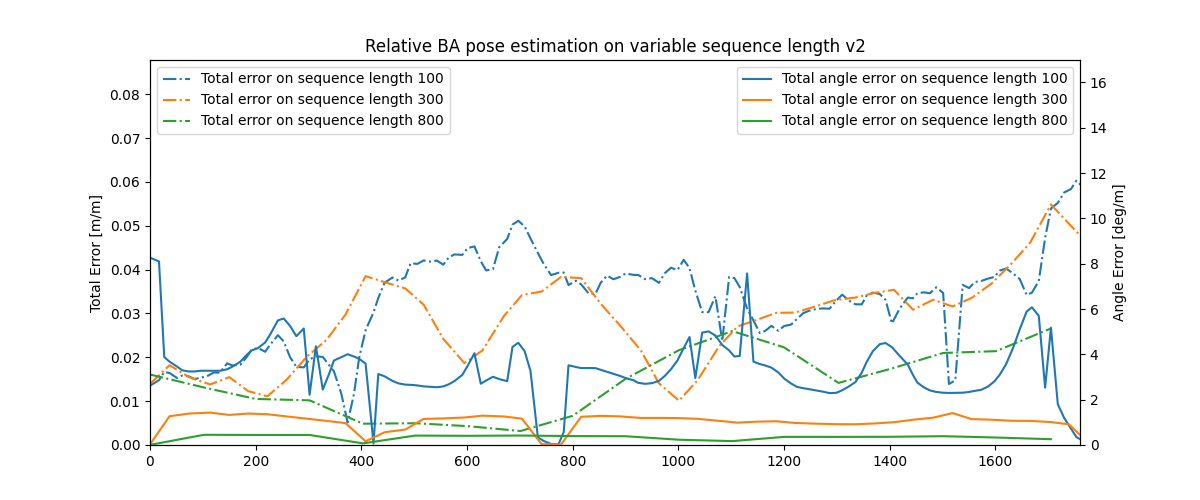 Relative BA pose estimation on variable sequence length v2
Total error on sequence length 100
Total error on sequence length 300
Total error on sequence length 800
Total angle error on sequence length 100
Total angle error on sequence length 300
Total angle error on sequence length 800
Total Error [m/m]
0.08
0.07
0.06
0.05
0.04
0.03
0.02
0.01
0.00
Angle Error [deg/m]
16
14
12
10
8
6
4
2
0
0 200 400 600 800 1000 1200 1400 1600